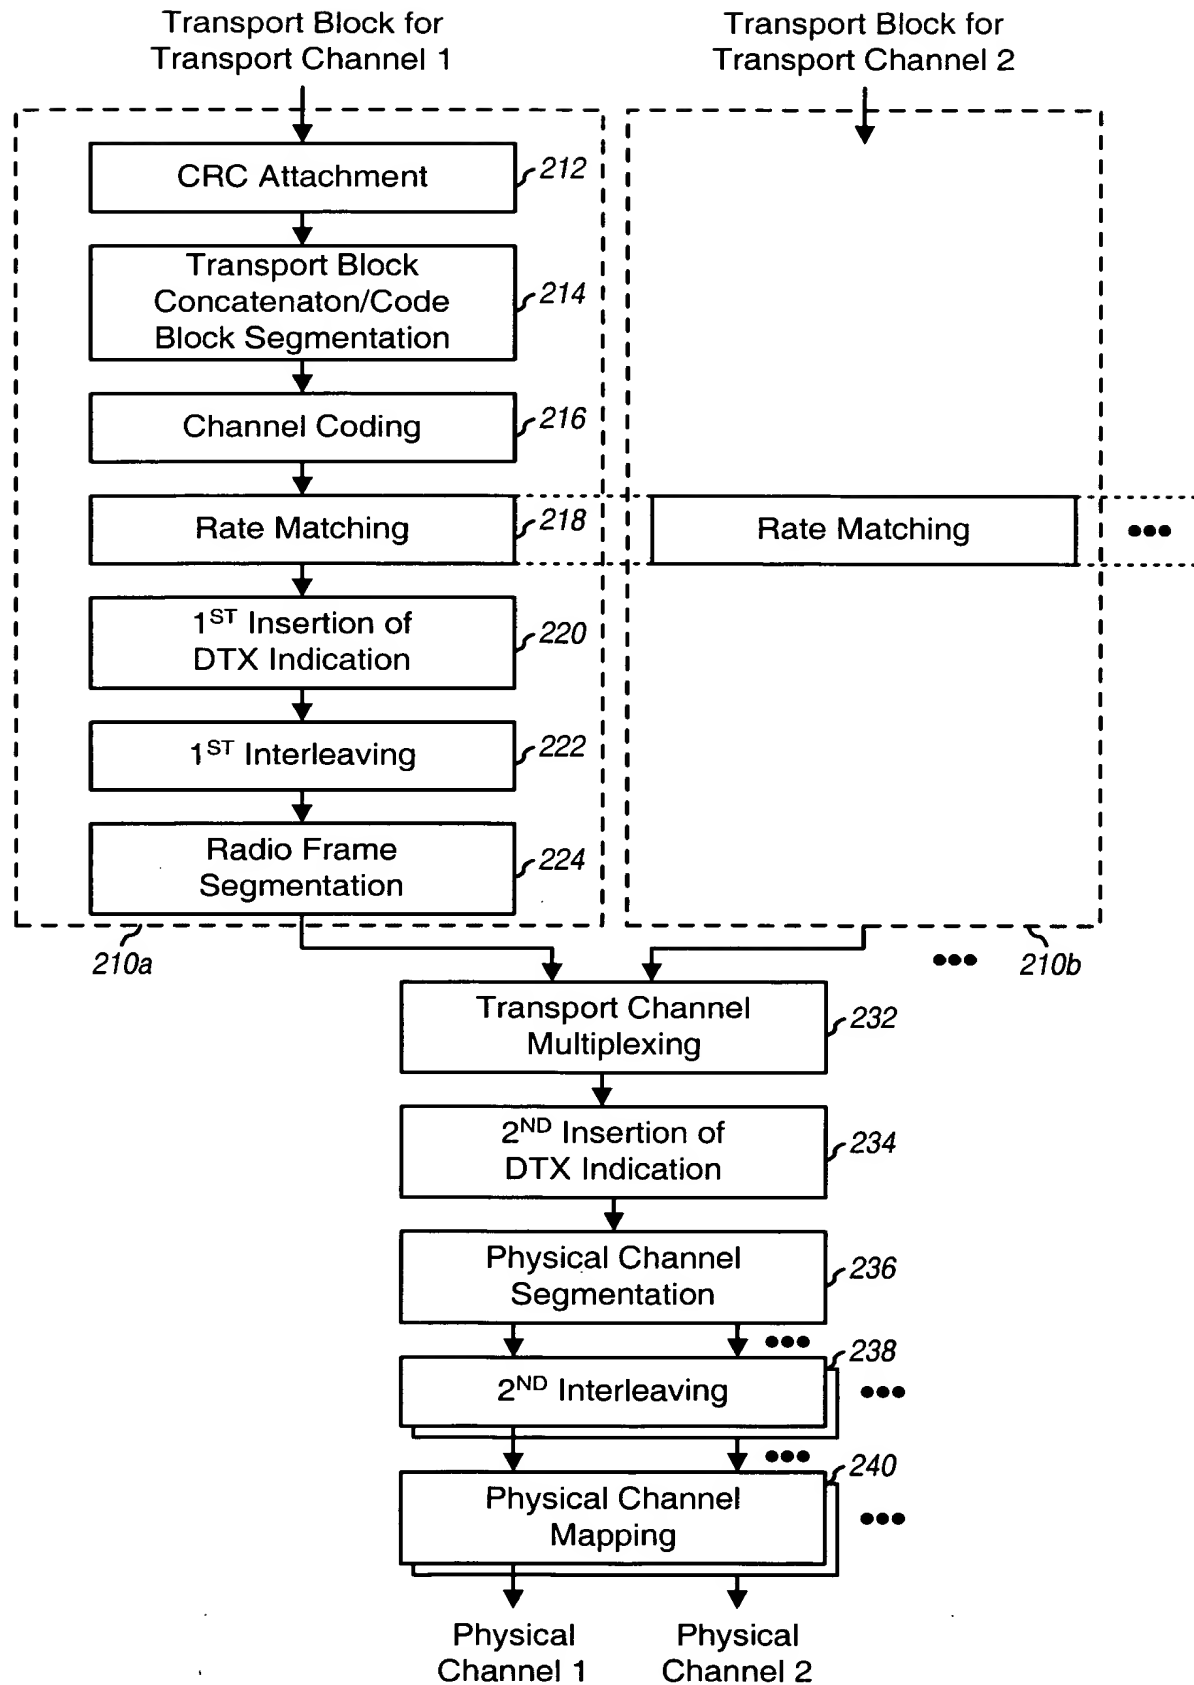 Transport Block for
Transport Channel 1
Transport Block for
Transport Channel 2
CRC Attachment
212
Transport Block
Concatenaton/Code
Block Segmentation
214
Channel Coding
216
Rate Matching
218
Rate Matching
1ST Insertion of
DTX Indication
220
1ST Interleaving
222
Radio Frame
Segmentation
224
210a
210b
Transport Channel
Multiplexing
232
2ND Insertion of
DTX Indication
234
Physical Channel
Segmentation
236
2ND Interleaving
238
Physical Channel
Mapping
240
Physical
Channel 1
Physical
Channel 2